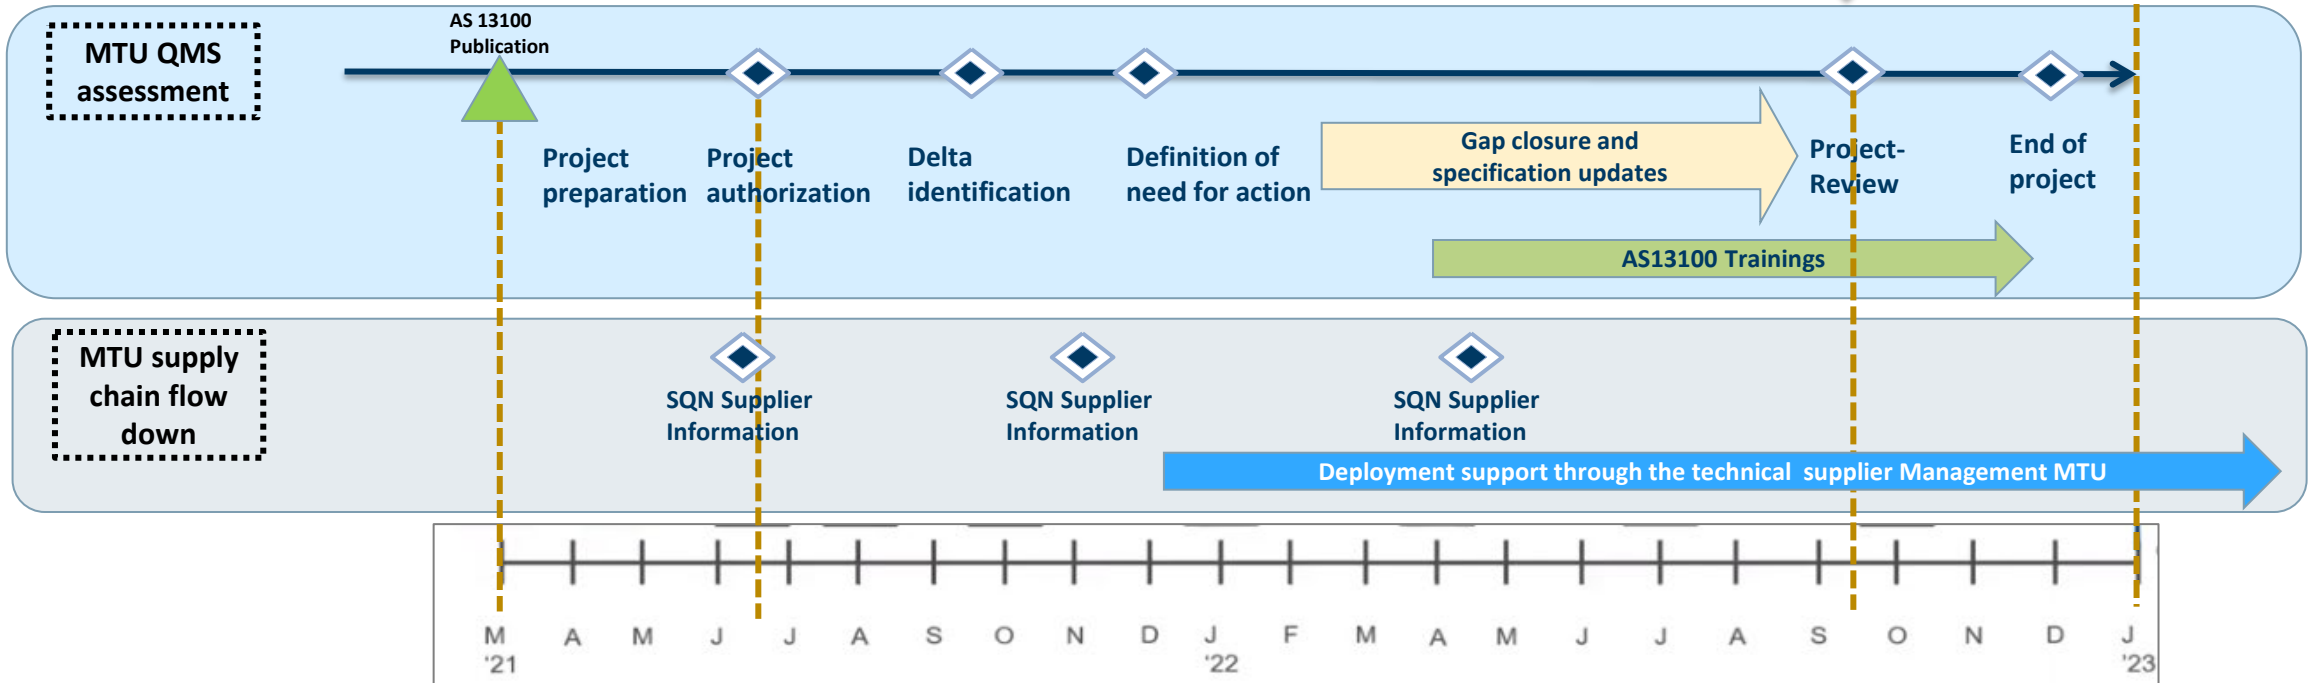 MTU QMS
assessment
AS 13100
Publication
Project
preparation
Project
authorization
Delta
identification
Definition of
need for action
Gap closure and
specification updates
Project-
Review
End of
project
AS13100 Trainings
MTU supply
chain flow
down
SQN Supplier
Information
SQN Supplier
Information
SQN Supplier
Information
Deployment support through the technical  supplier Management MTU
M A M J J A S O N D J F M A M J J A S O N D J
'21 '22 '23